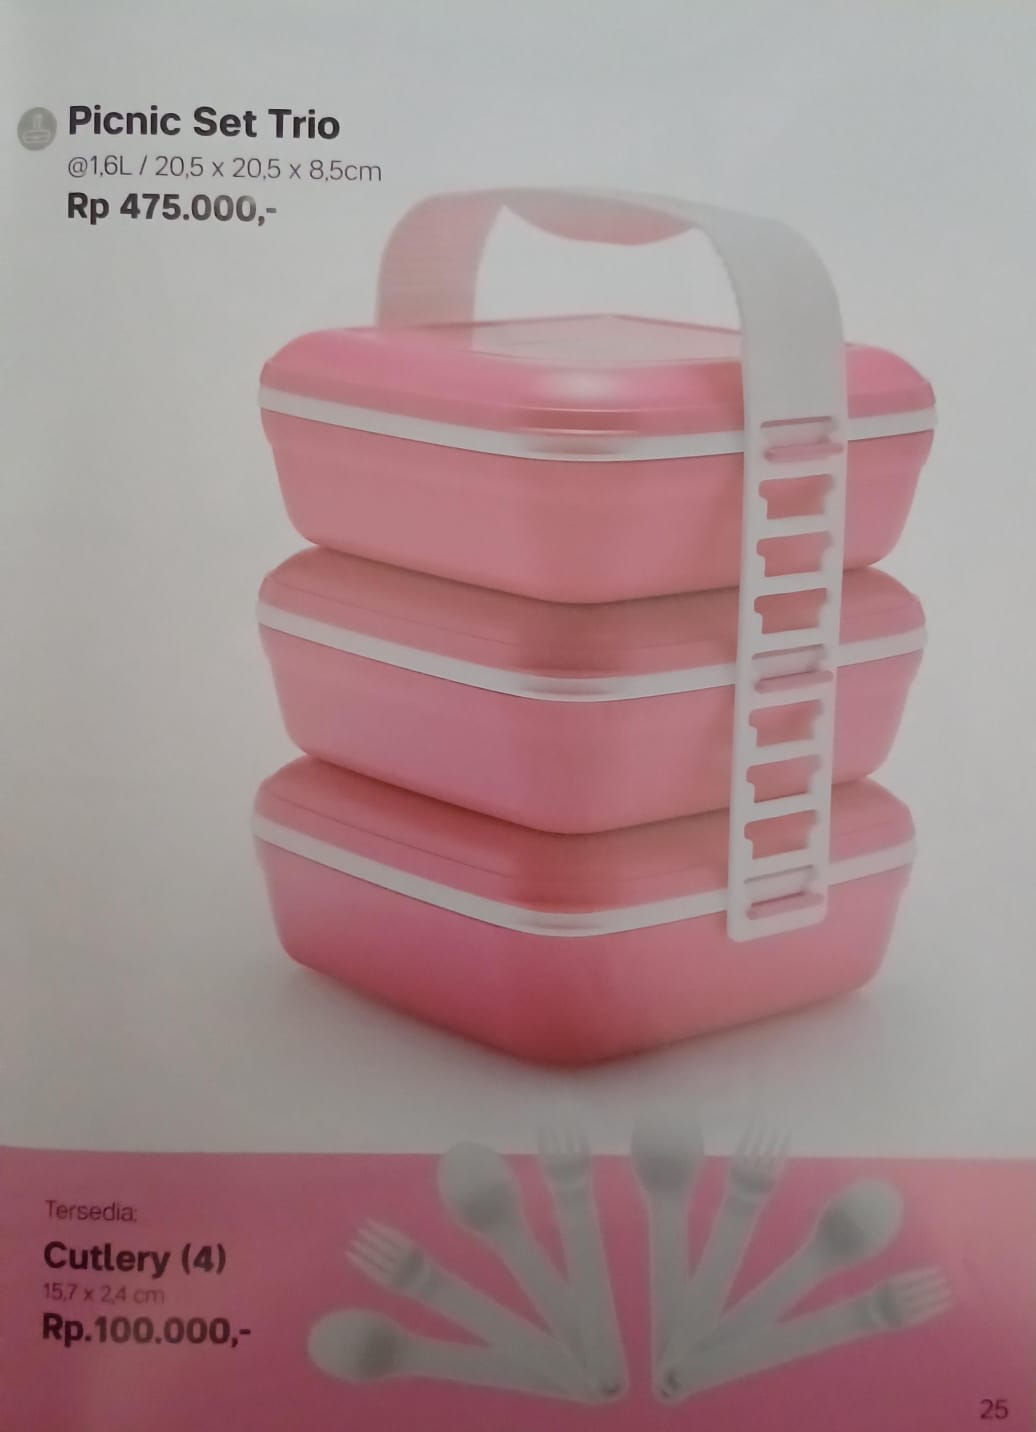 Picnic Set Trio
@1,6L / 20,5 x 20,5 x 8,5cm
Rp 475.000,-
Tersedia:
Cutlery (4)
15,7 x 2,4 cm
Rp.100.000,-
25